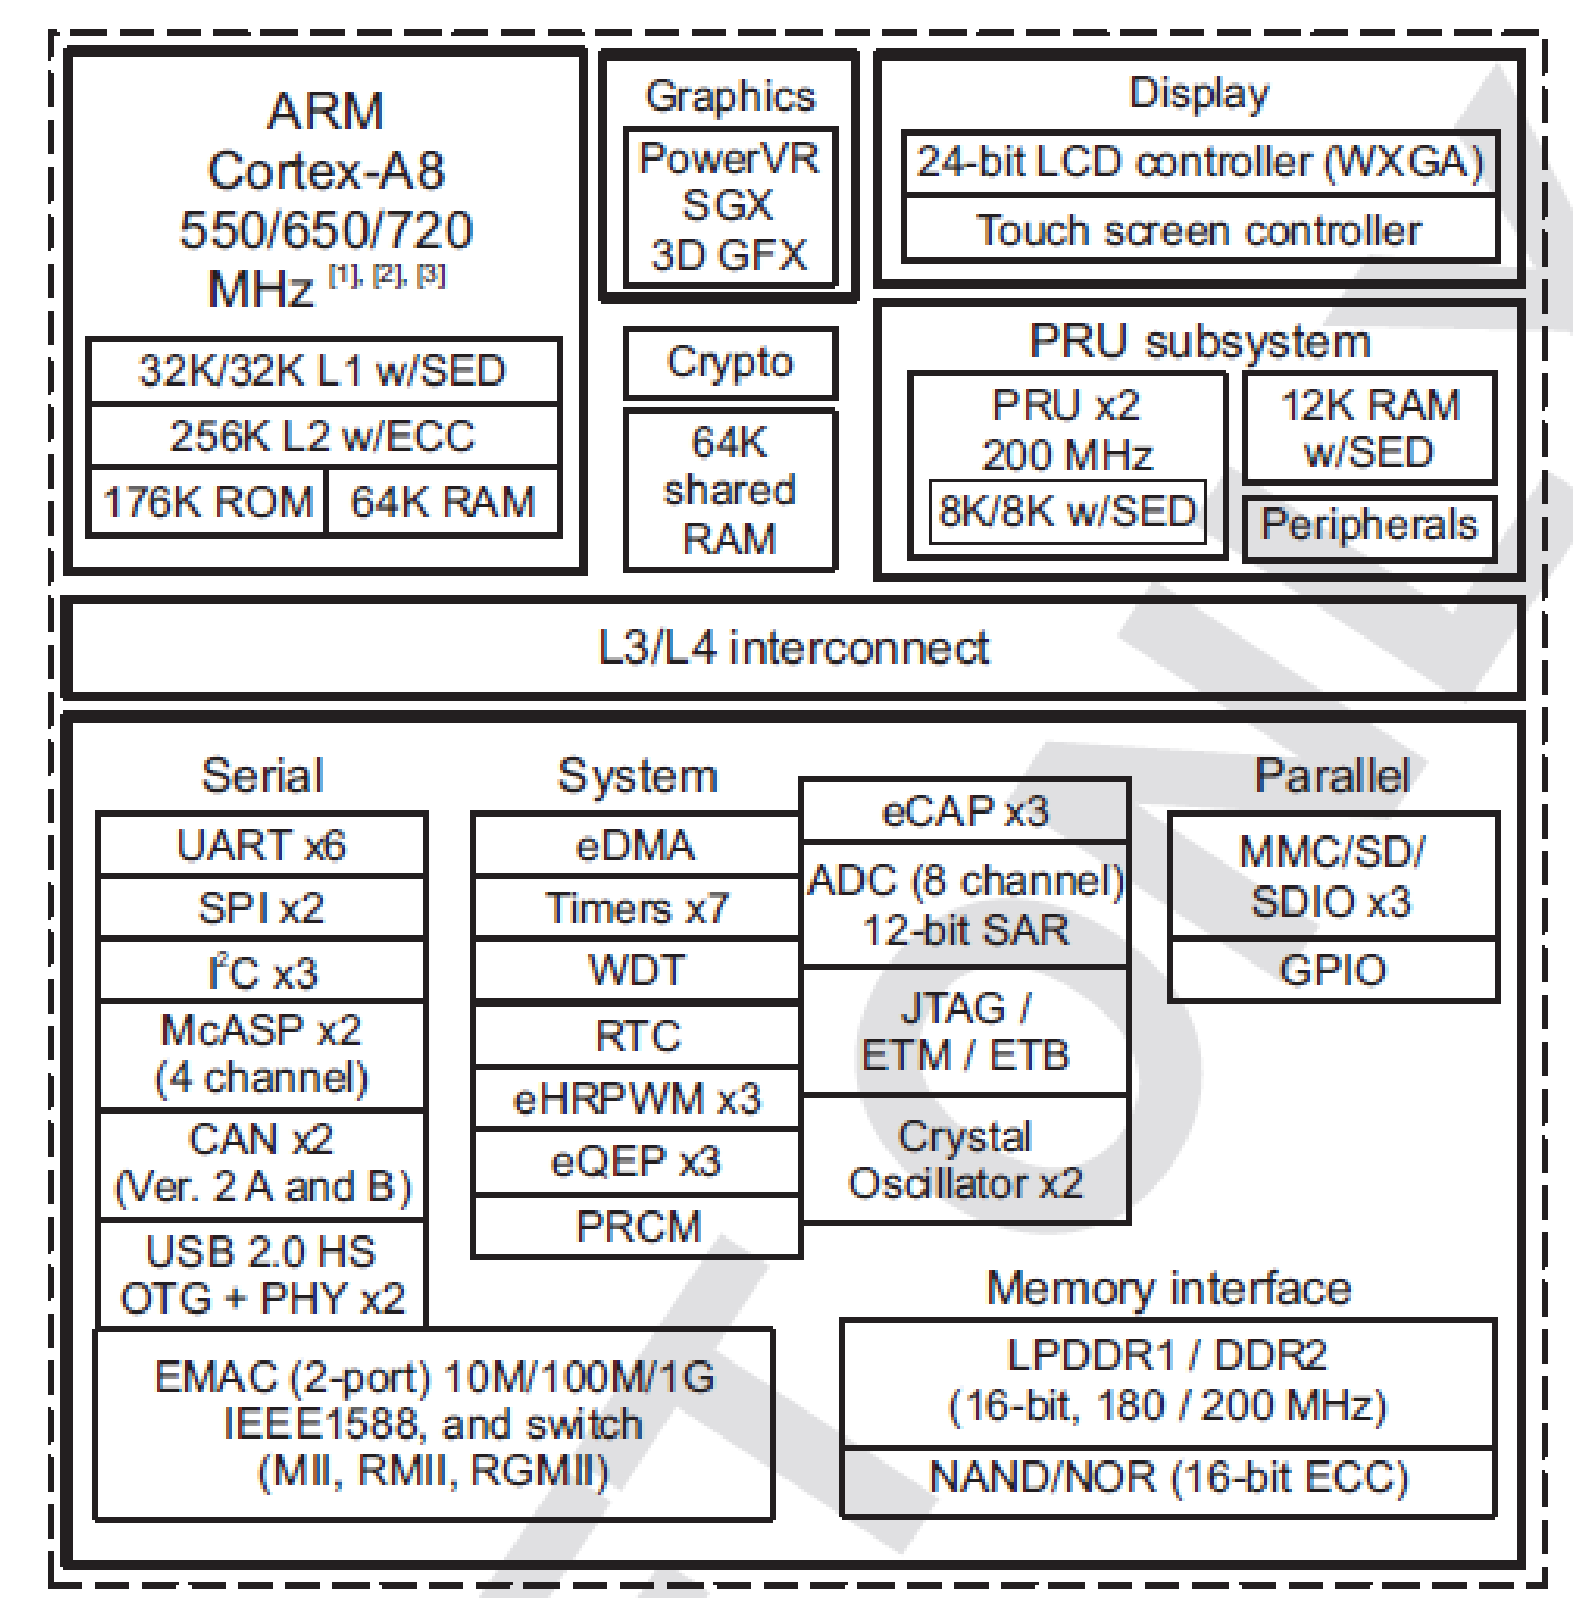 ARM
Cortex-A8
550/650/720
MHz [1], [2], [3]
32K/32K L1 w/SED
256K L2 w/ECC
176K ROM
64K RAM
Graphics
PowerVR
SGX
3D GFX
Crypto
64K
shared
RAM
Display
24-bit LCD controller (WXGA)
Touch screen controller
PRU subsystem
PRU x2
200 MHz
8K/8K w/SED
12K RAM
w/SED
Peripherals
L3/L4 interconnect
Serial
UART x6
SPI x2
I²C x3
McASP x2
(4 channel)
CAN x2
(Ver. 2 A and B)
USB 2.0 HS
OTG + PHY x2
EMAC (2-port) 10M/100M/1G
IEEE1588, and switch
(MII, RMII, RGMII)
System
eDMA
Timers x7
WDT
RTC
eHRPWM x3
eQEP x3
PRCM
eCAP x3
ADC (8 channel)
12-bit SAR
JTAG /
ETM / ETB
Crystal
Oscillator x2
Parallel
MMC/SD/
SDIO x3
GPIO
Memory interface
LPDDR1 / DDR2
(16-bit, 180 / 200 MHz)
NAND/NOR (16-bit ECC)